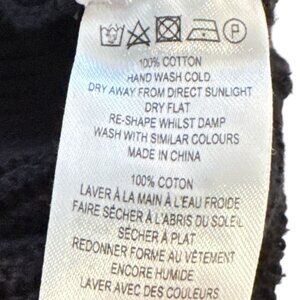 P
100% COTTON
HAND WASH COLD
DRY AWAY FROM DIRECT SUNLIGHT
DRY FLAT
RE-SHAPE WHILST DAMP
WASH WITH SIMILAR COLOURS
MADE IN CHINA
100% COTON
LAVER À LA MAIN À L'EAU FROIDE
FAIRE SÉCHER À L'ABRIS DU SOLEIL
SÉCHER À PLAT
REDONNER FORME AU VÊTEMENT
ENCORE HUMIDE
LAVER AVEC DES COULEURS